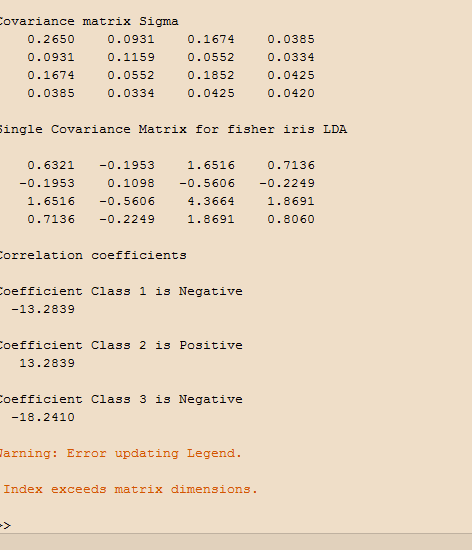 Covariance matrix Sigma
0.2650 0.0931 0.1674 0.0385
0.0931 0.1159 0.0552 0.0334
0.1674 0.0552 0.1852 0.0425
0.0385 0.0334 0.0425 0.0420
Single Covariance Matrix for fisher iris LDA
0.6321 -0.1953 1.6516 0.7136
-0.1953 0.1098 -0.5606 -0.2249
1.6516 -0.5606 4.3664 1.8691
0.7136 -0.2249 1.8691 0.8060
Correlation coefficients
Coefficient Class 1 is Negative
-13.2839
Coefficient Class 2 is Positive
13.2839
Coefficient Class 3 is Negative
-18.2410
Warning: Error updating Legend.
Index exceeds matrix dimensions.
>>